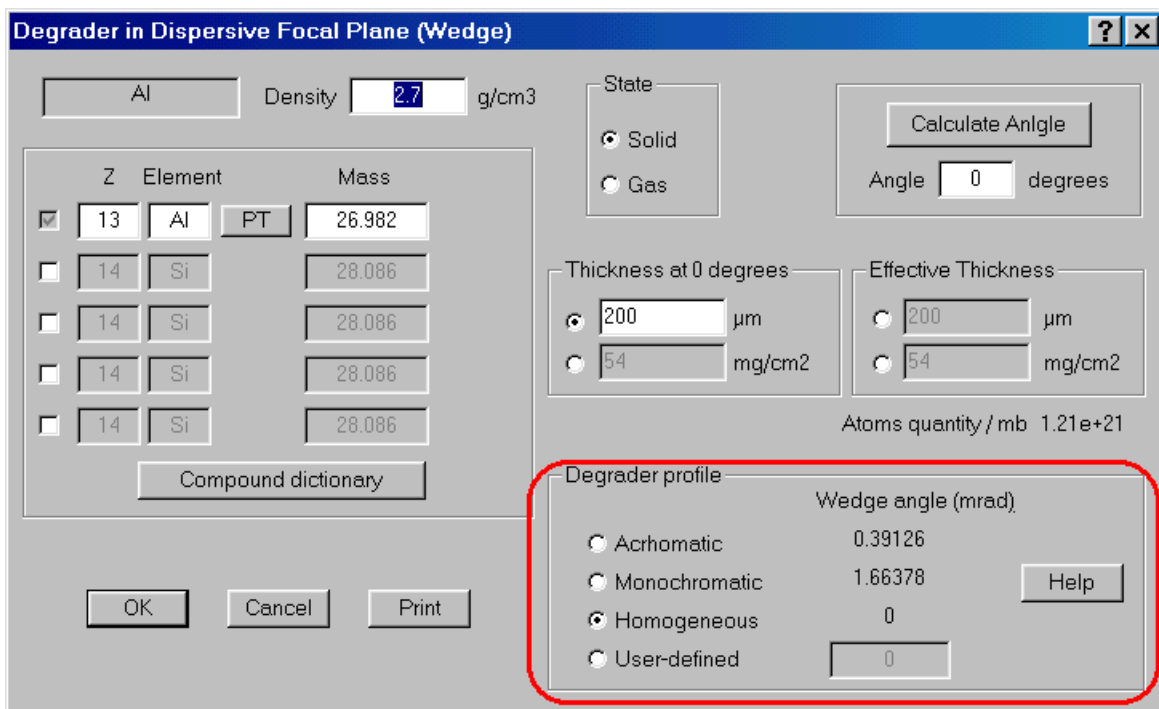 Degrader in Dispersive Focal Plane (Wedge)
Al Density 2.7 g/cm3
Z Element Mass
13 Al PT 26.982
14 Si 28.086
14 Si 28.086
14 Si 28.086
14 Si 28.086
Compound dictionary
OK Cancel Print
State
Solid
Gas
Calculate Anlgle
Angle 0 degrees
Thickness at 0 degrees
200 µm
54 mg/cm2
Effective Thickness
200 µm
54 mg/cm2
Atoms quantity / mb 1.21e+21
Degrader profile
Wedge angle (mrad)
Acrhomatic 0.39126
Monochromatic 1.66378
Homogeneous 0
User-defined 0
Help